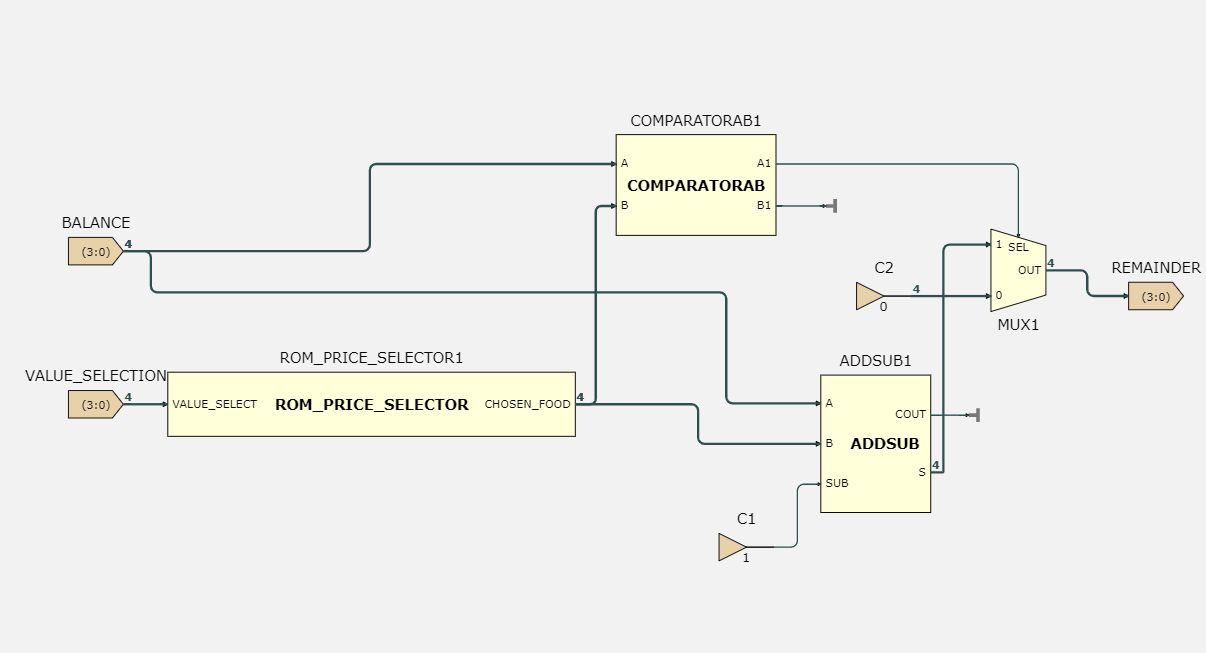 COMPARATORAB1
A
A1
COMPARATORAB
B
B1
BALANCE
(3:0)
4
1
SEL
OUT
4
0
MUX1
C2
4
0
REMAINDER
(3:0)
VALUE_SELECTION
(3:0)
4
ROM_PRICE_SELECTOR1
VALUE_SELECT
ROM_PRICE_SELECTOR
CHOSEN_FOOD
4
ADDSUB1
A
COUT
B
ADDSUB
S
4
SUB
C1
1